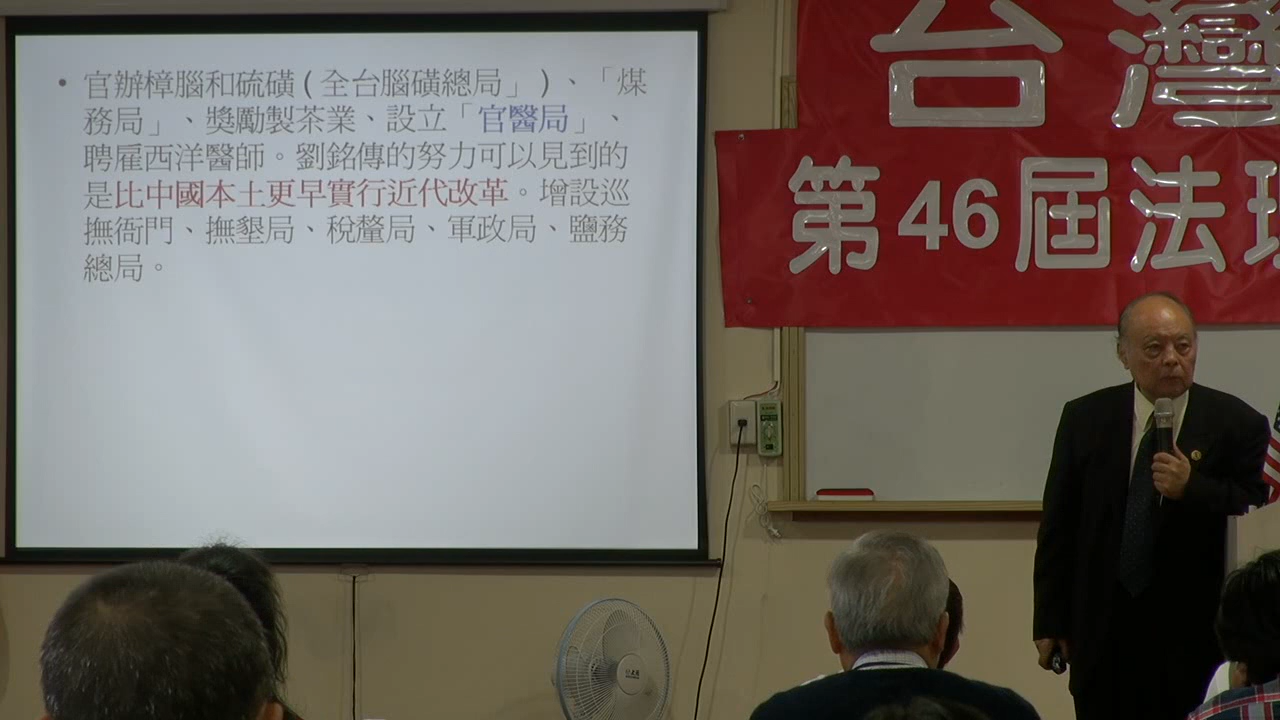 • 官辦樟腦和硫磺(全台腦磺總局」)、「煤
務局」、獎勵製茶業、設立「官醫局」、
聘雇西洋醫師。劉銘傳的努力可以見到的
是比中國本土更早實行近代改革。增設巡
撫衙門、撫墾局、稅釐局、軍政局、鹽務
總局。
台灣
第46屆法理